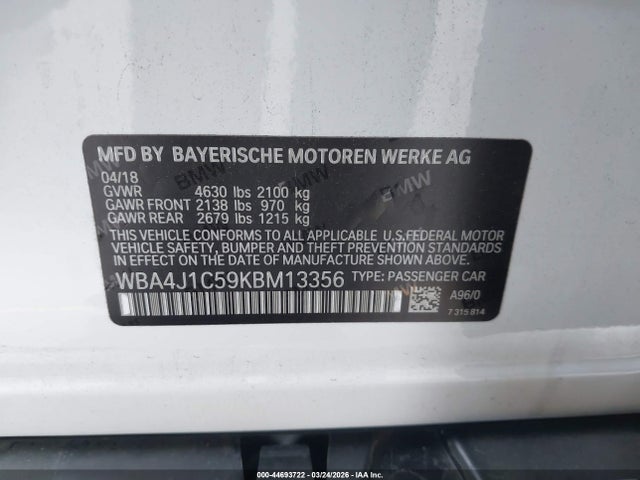 MFD BY BAYERISCHE MOTOREN WERKE AG
04/18
GVWR 4630 lbs 2100 kg
GAWR FRONT 2138 lbs 970 kg
GAWR REAR 2679 lbs 1215 kg
THIS VEHICLE CONFORMS TO ALL APPLICABLE U.S.FEDERAL MOTOR
VEHICLE SAFETY, BUMPER AND THEFT PREVENTION STANDARDS
IN EFFECT ON THE DATE OF MANUFACTURE SHOWN ABOVE.
WBA4J1C59KBM13356 TYPE: PASSENGER CAR
A96/0
7 315 814
000-44693722 | 03/24/2026 - IAA.com